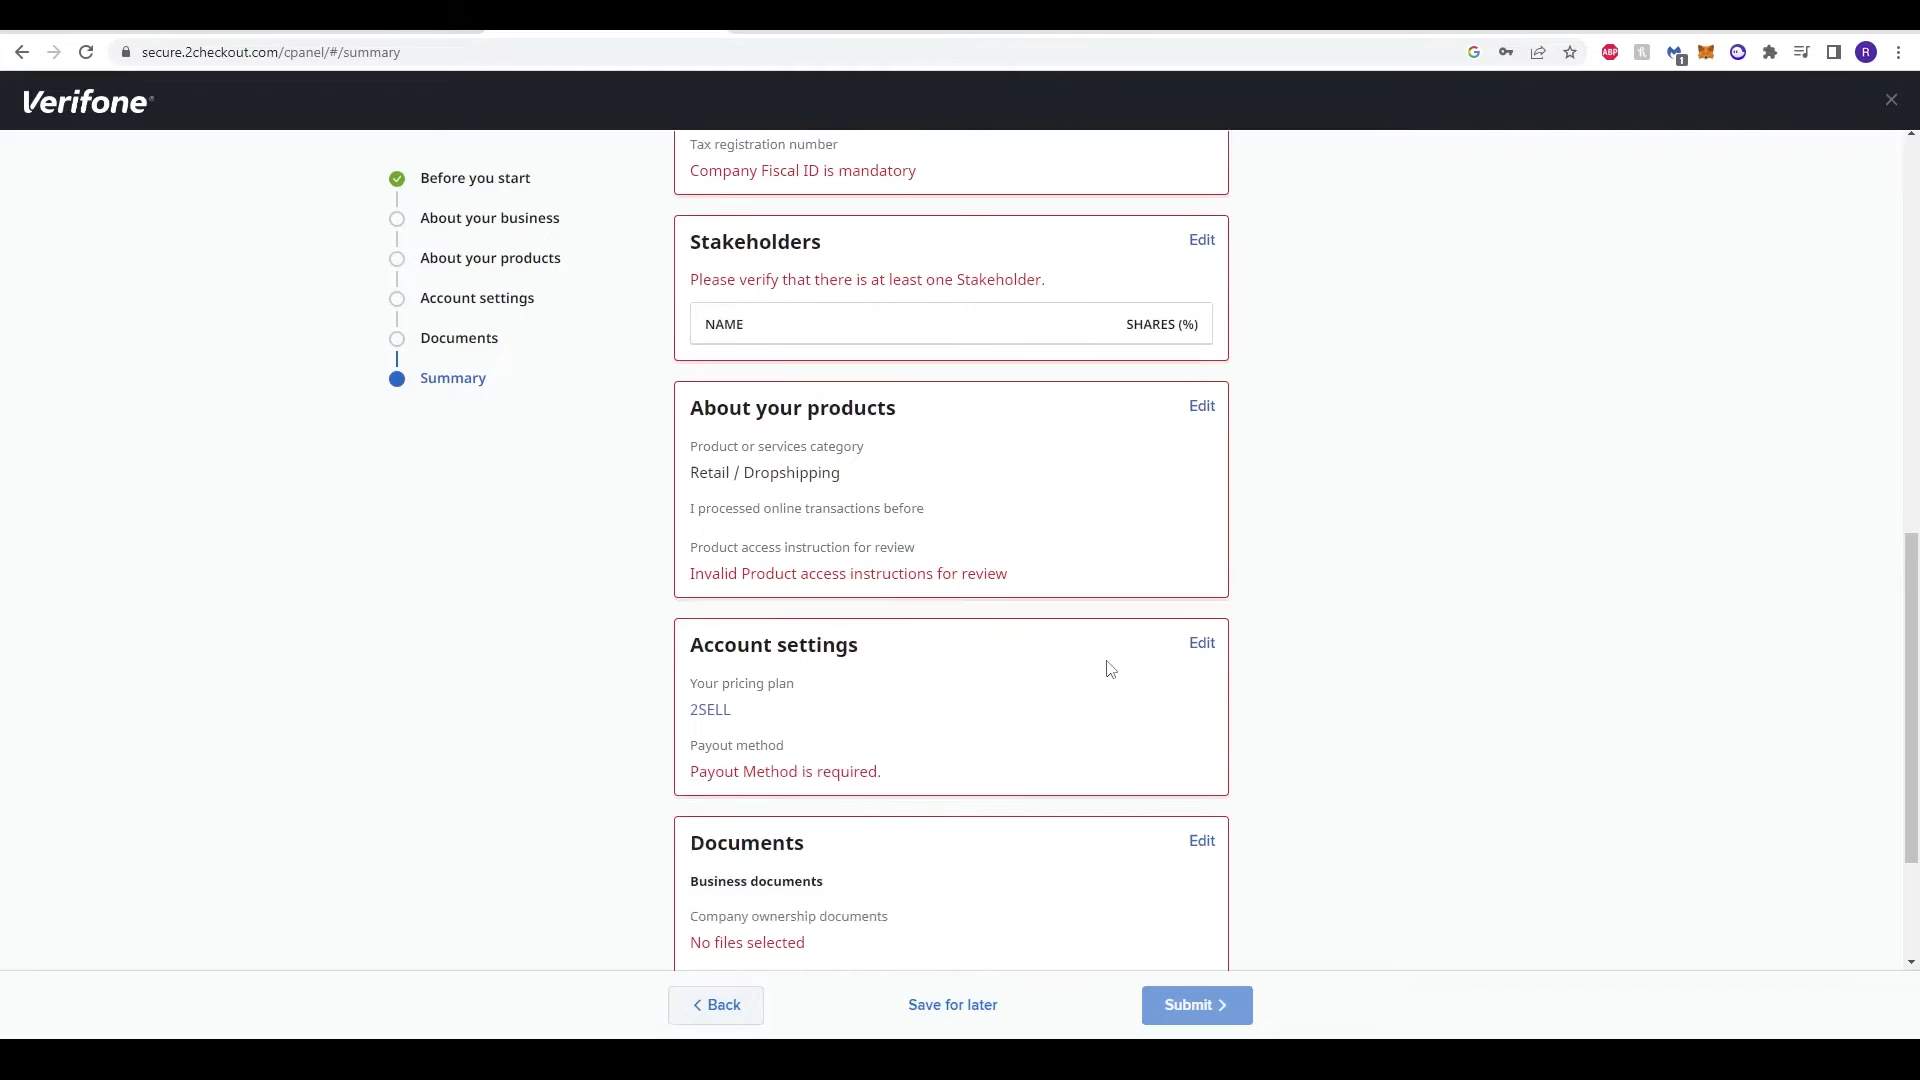 secure.2checkout.com/cpanel/#/summary
ABP
1
R
Verifone
Before you start
About your business
About your products
Account settings
Documents
Summary
Tax registration number
Company Fiscal ID is mandatory
Stakeholders
Edit
Please verify that there is at least one Stakeholder.
NAME
SHARES (%)
About your products
Edit
Product or services category
Retail / Dropshipping
I processed online transactions before
Product access instruction for review
Invalid Product access instructions for review
Account settings
Edit
Your pricing plan
2SELL
Payout method
Payout Method is required.
Documents
Edit
Business documents
Company ownership documents
No files selected
Back
Save for later
Submit